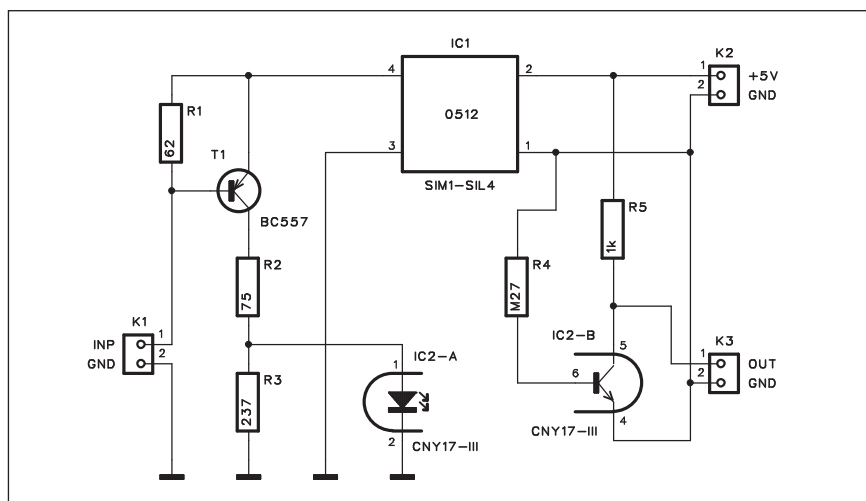 IC1
K2
4
2
1
+5V
2
GND
R1
62
0512
T1
3
1
SIM1-SIL4
BC557
R5
1k
R2
75
R4
M27
K1
INP
1
GND
2
IC2-B
5
K3
IC2-A
1
1
OUT
6
2
GND
R3
237
2
CNY17-III
CNY17-III
4